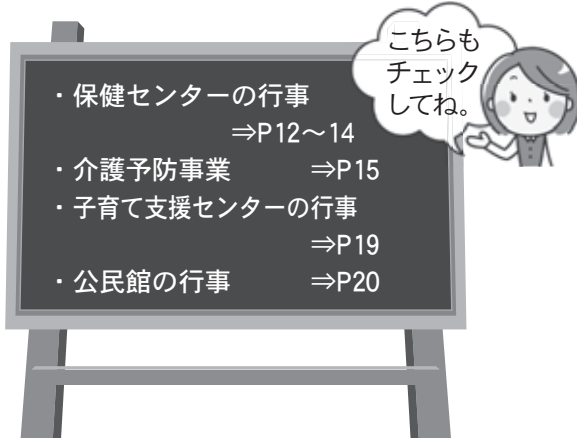 こちらも
チェック
してね。
・保健センターの行事
⇒P12～14
・介護予防事業 ⇒P15
・子育て支援センターの行事
⇒P19
・公民館の行事 ⇒P20